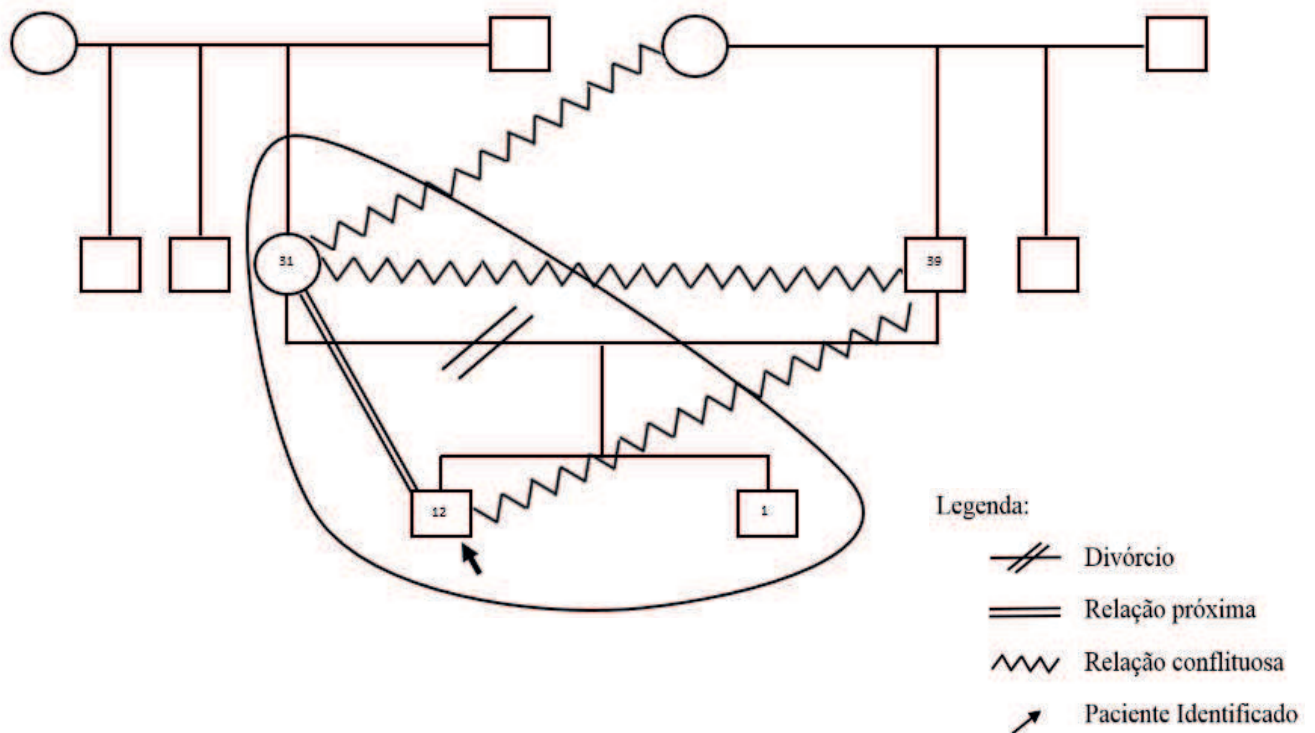 31
39
12
1
Legenda:
Divórcio
Relação próxima
Relação conflituosa
Paciente Identificado